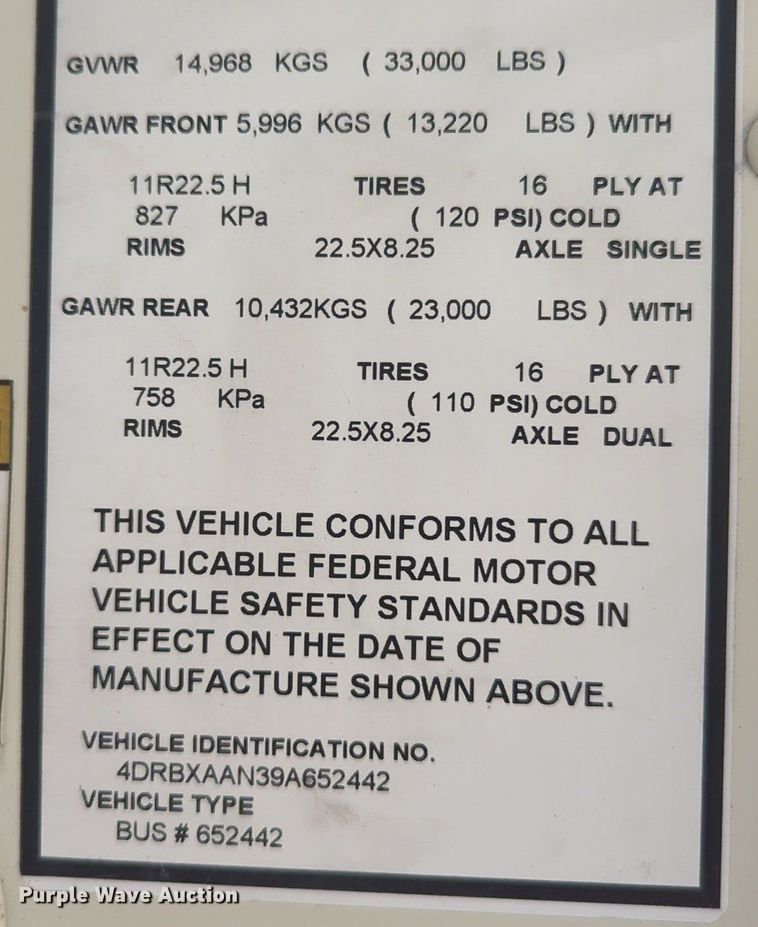 GVWR 14,968 KGS ( 33,000 LBS )
GAWR FRONT 5,996 KGS ( 13,220 LBS ) WITH
11R22.5 H TIRES 16 PLY AT
827 KPa ( 120 PSI) COLD
RIMS 22.5X8.25 AXLE SINGLE
GAWR REAR 10,432KGS ( 23,000 LBS ) WITH
11R22.5 H TIRES 16 PLY AT
758 KPa ( 110 PSI) COLD
RIMS 22.5X8.25 AXLE DUAL
THIS VEHICLE CONFORMS TO ALL
APPLICABLE FEDERAL MOTOR
VEHICLE SAFETY STANDARDS IN
EFFECT ON THE DATE OF
MANUFACTURE SHOWN ABOVE.
VEHICLE IDENTIFICATION NO.
4DRBXAAN39A652442
VEHICLE TYPE
BUS # 652442
Purple Wave Auction